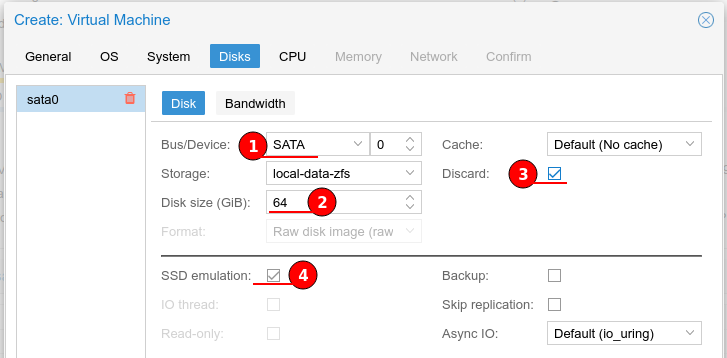 Create: Virtual Machine
General OS System Disks CPU Memory Network Confirm
sata0
Disk Bandwidth
Bus/Device: 1 SATA 0 Cache: Default (No cache)
Storage: local-data-zfs Discard: 3
Disk size (GiB): 64 2
Format: Raw disk image (raw
SSD emulation: 4 Backup:
IO thread: Skip replication:
Read-only: Async IO: Default (io_uring)